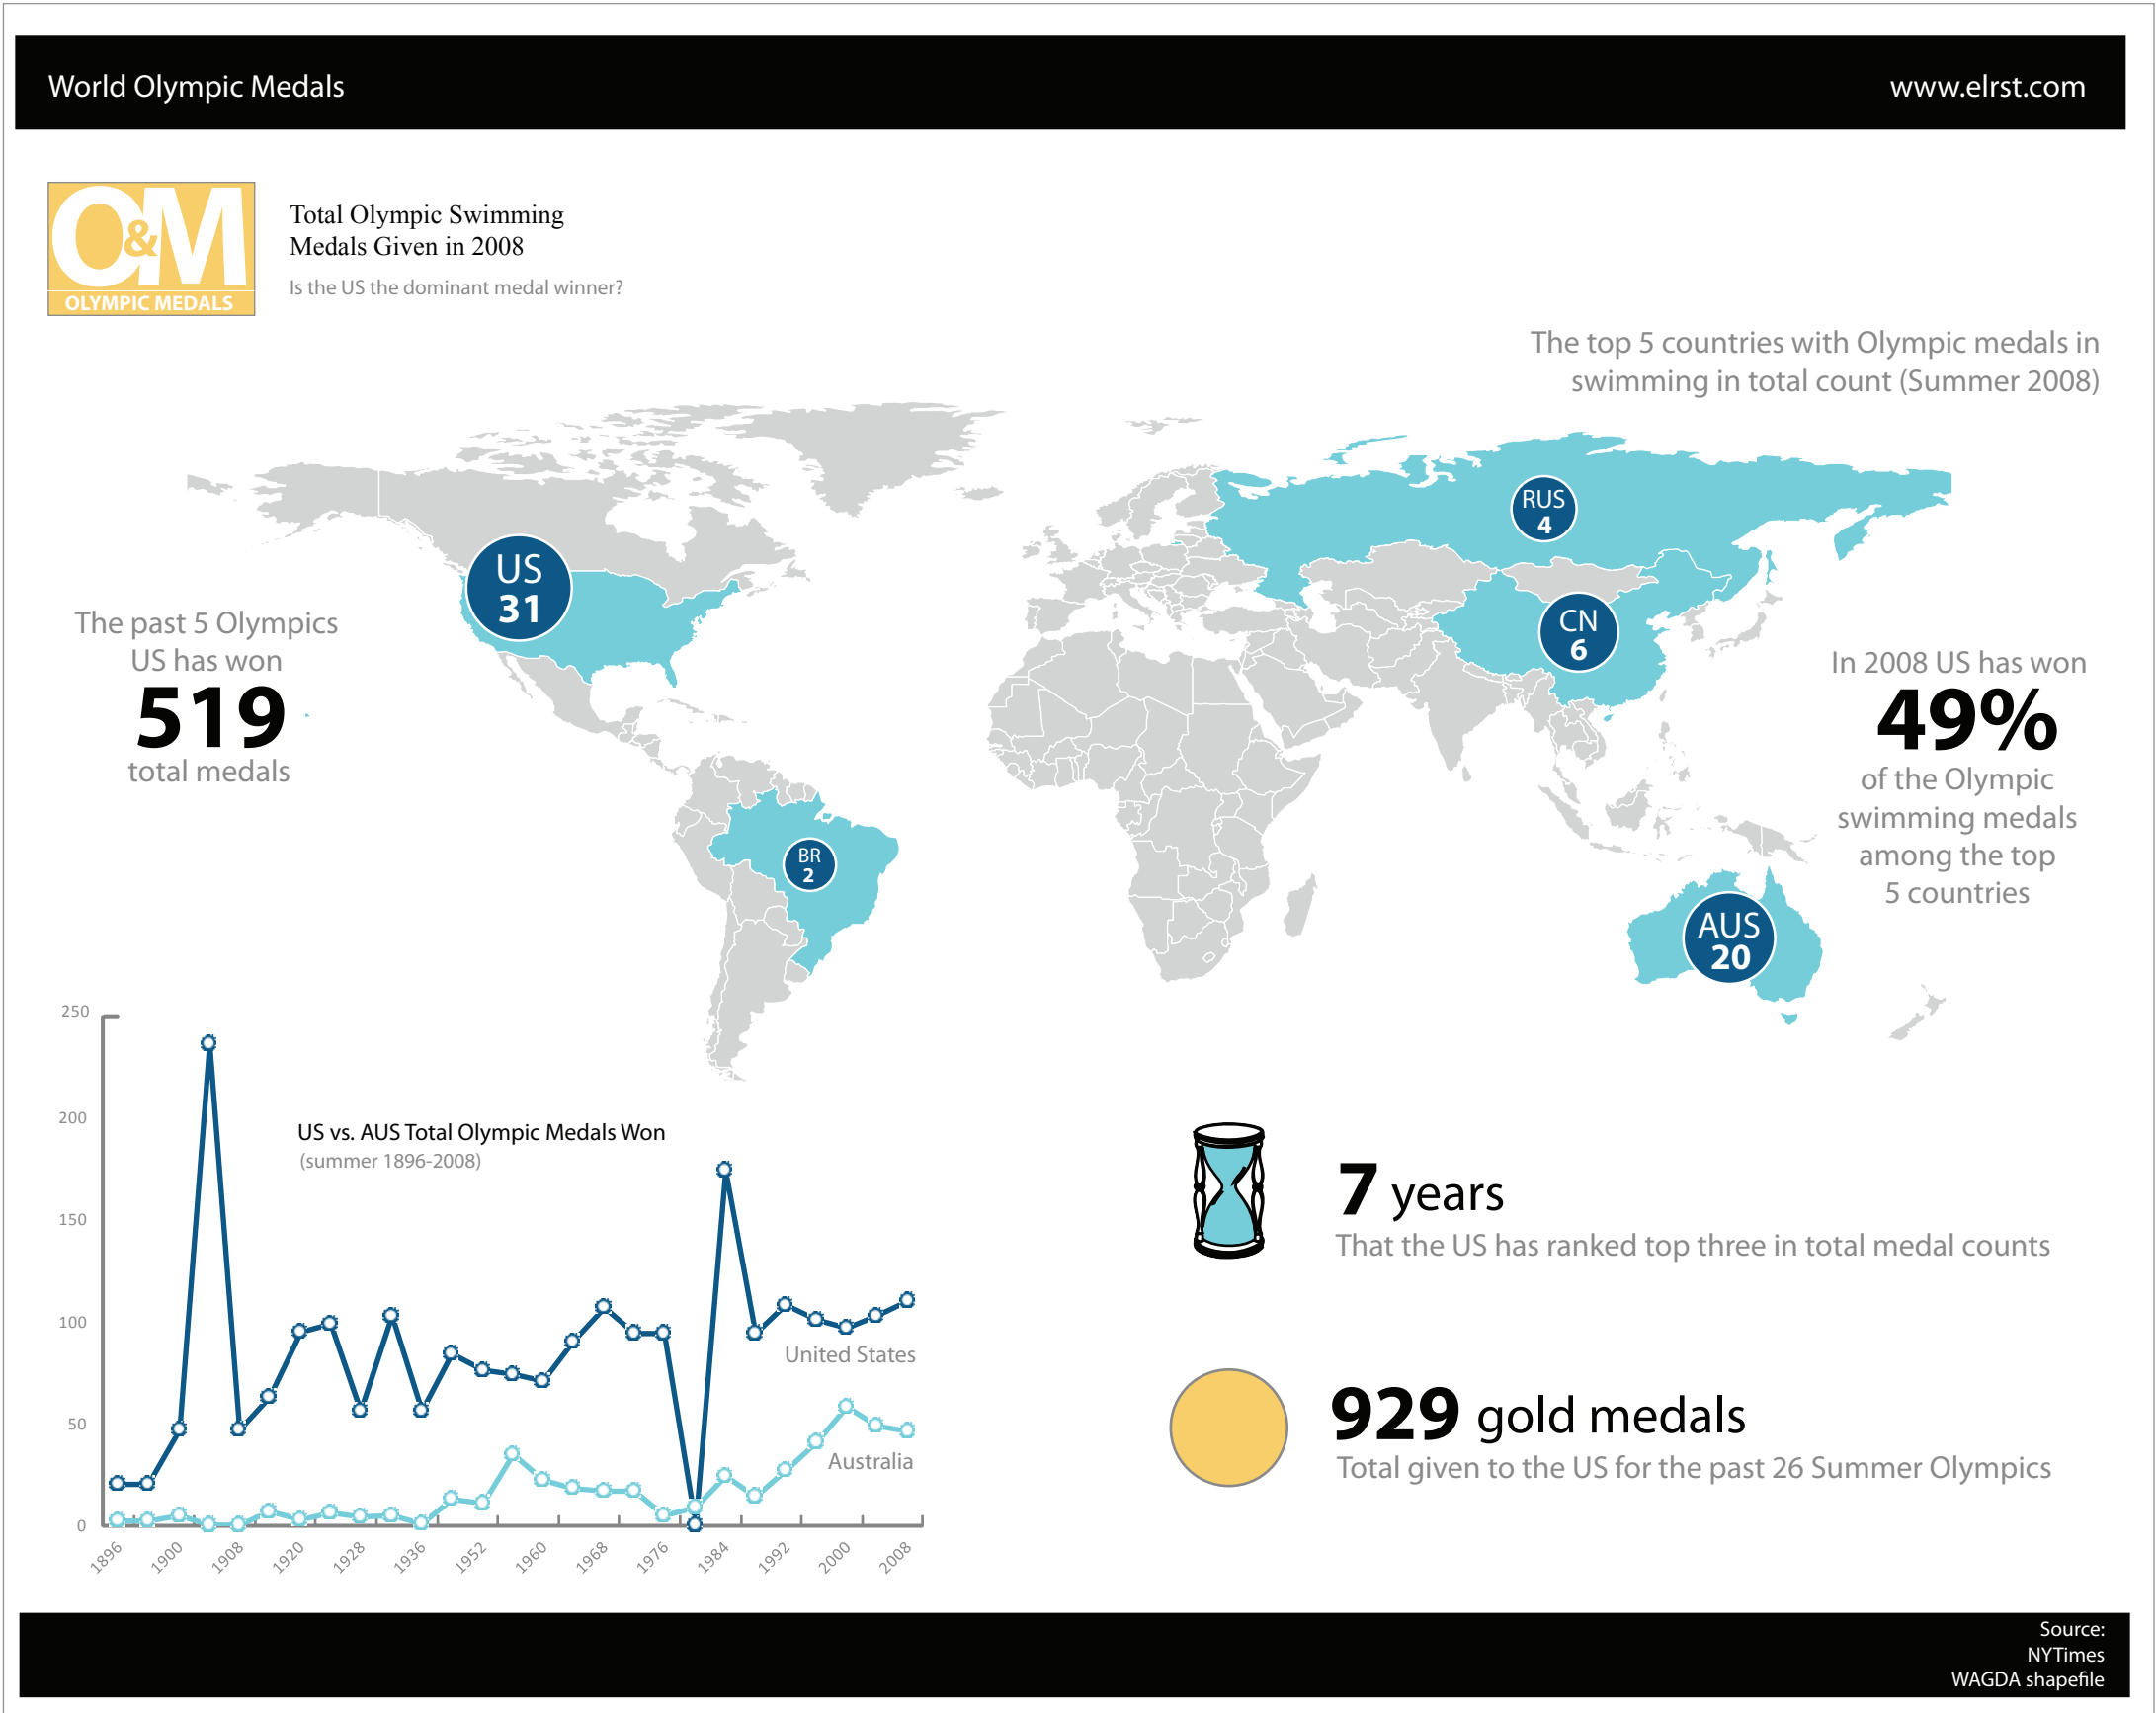 World Olympic Medals
www.elrst.com
O&M
OLYMPIC MEDALS
Total Olympic Swimming
Medals Given in 2008
Is the US the dominant medal winner?
The top 5 countries with Olympic medals in
swimming in total count (Summer 2008)
RUS
4
US
31
CN
6
The past 5 Olympics
US has won
519
total medals
In 2008 US has won
49%
of the Olympic
swimming medals
among the top
5 countries
BR
2
AUS
20
250
200
150
100
50
0
US vs. AUS Total Olympic Medals Won
(summer 1896-2008)
United States
Australia
1896
1900
1908
1920
1928
1936
1952
1960
1968
1976
1984
1992
2000
2008
7 years
That the US has ranked top three in total medal counts
929 gold medals
Total given to the US for the past 26 Summer Olympics
Source:
NYTimes
WAGDA shapefile